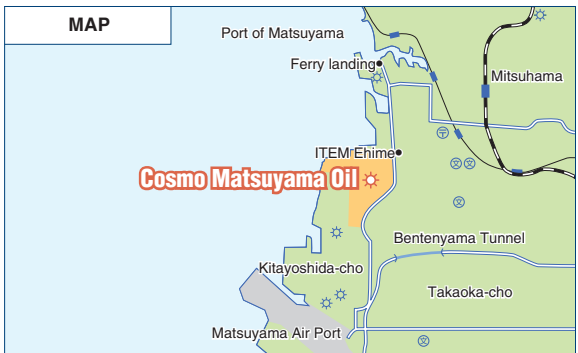 MAP
Port of Matsuyama
Ferry landing
Mitsuhama
ITEM Ehime
Cosmo Matsuyama Oil
Bentenyama Tunnel
Kitayoshida-cho
Takaoka-cho
Matsuyama Air Port